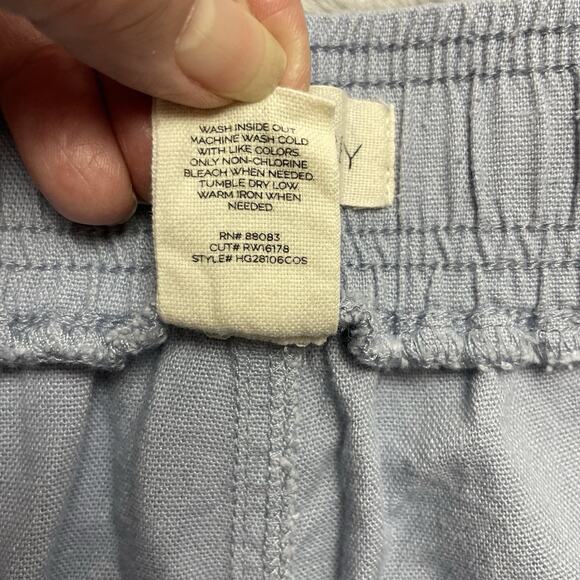 WASH INSIDE OUT
MACHINE WASH COLD
WITH LIKE COLORS.
ONLY NON-CHLORINE
BLEACH WHEN NEEDED.
TUMBLE DRY LOW.
WARM IRON WHEN
NEEDED.
RN# 88083
CUT# RW16178
STYLE# HG28106COS